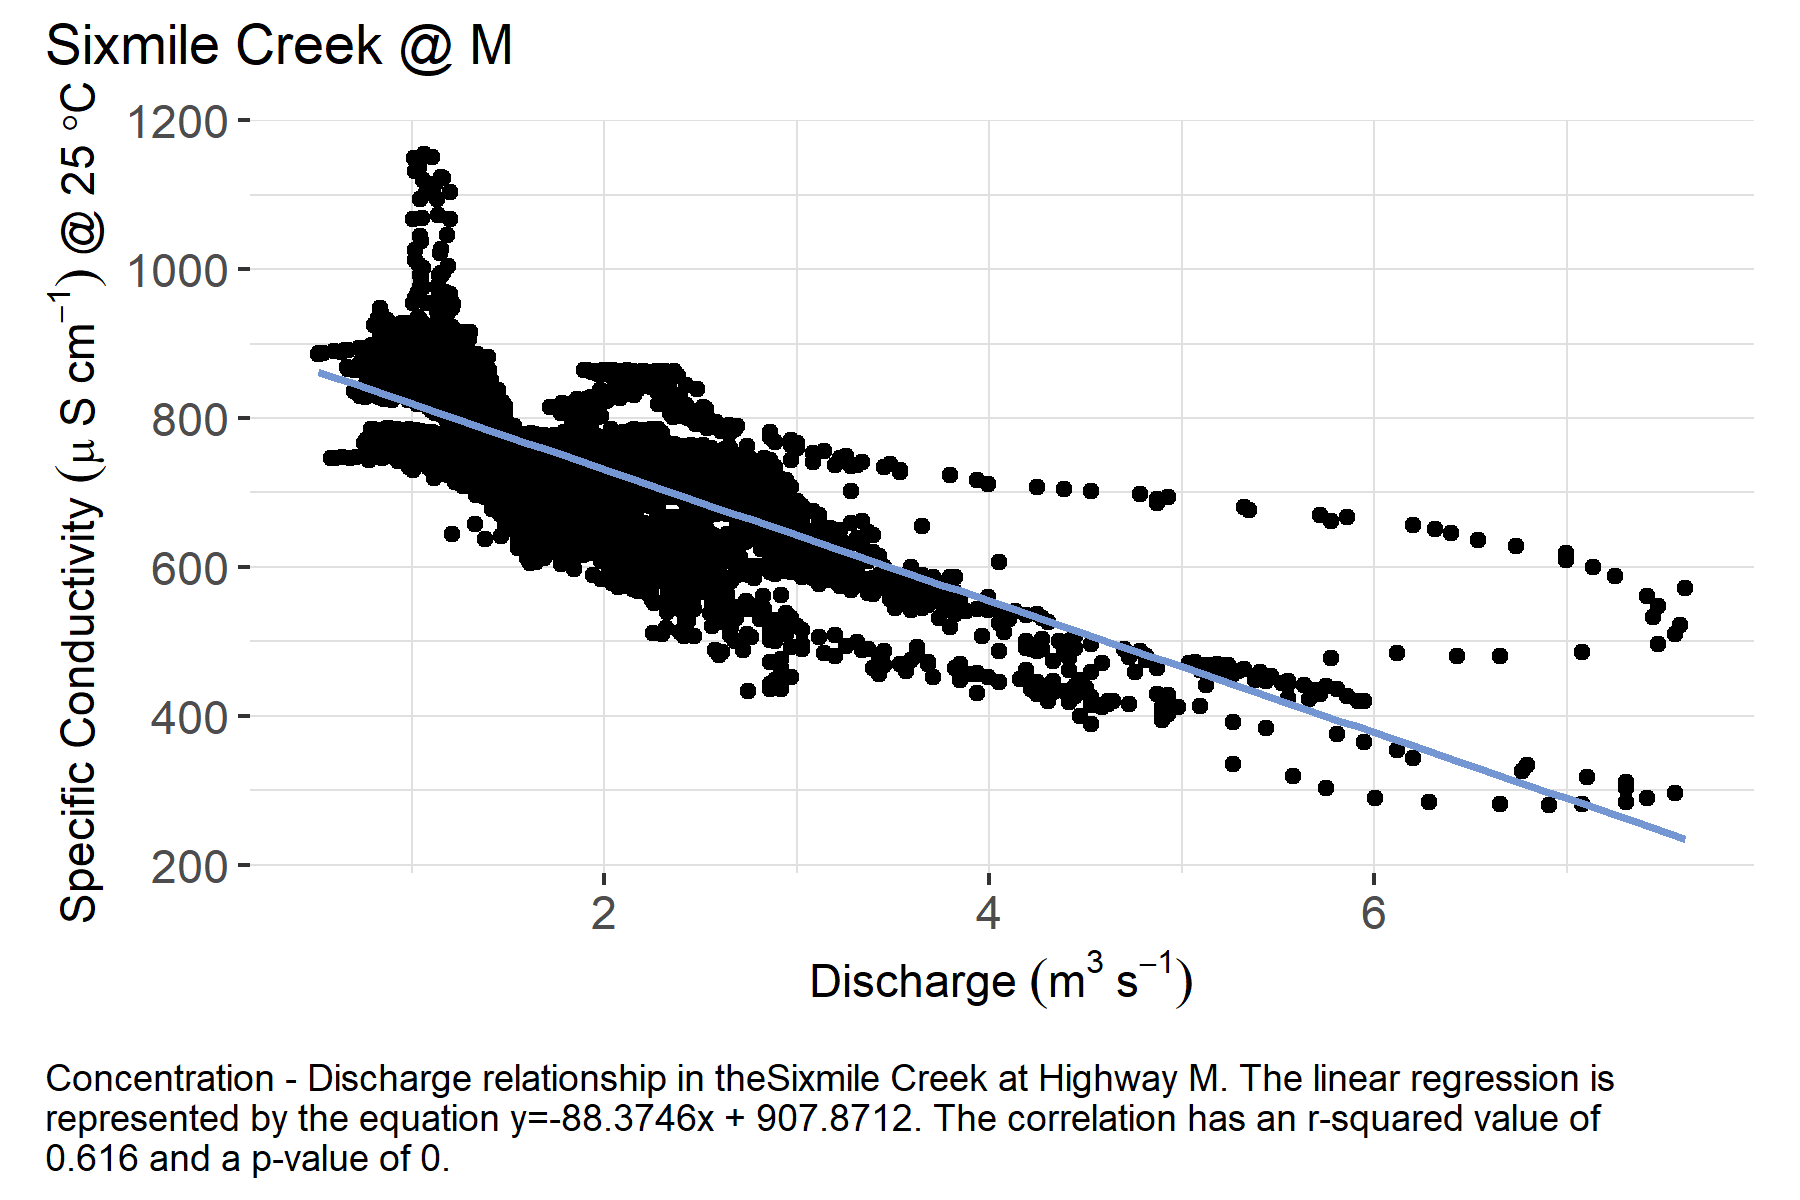 Sixmile Creek @ M
Specific Conductivity (μ S cm⁻¹) @ 25 °C
1200
1000
800
600
400
200
2 4 6
Discharge (m³ s⁻¹)
Concentration - Discharge relationship in theSixmile Creek at Highway M. The linear regression is
represented by the equation y=-88.3746x + 907.8712. The correlation has an r-squared value of
0.616 and a p-value of 0.